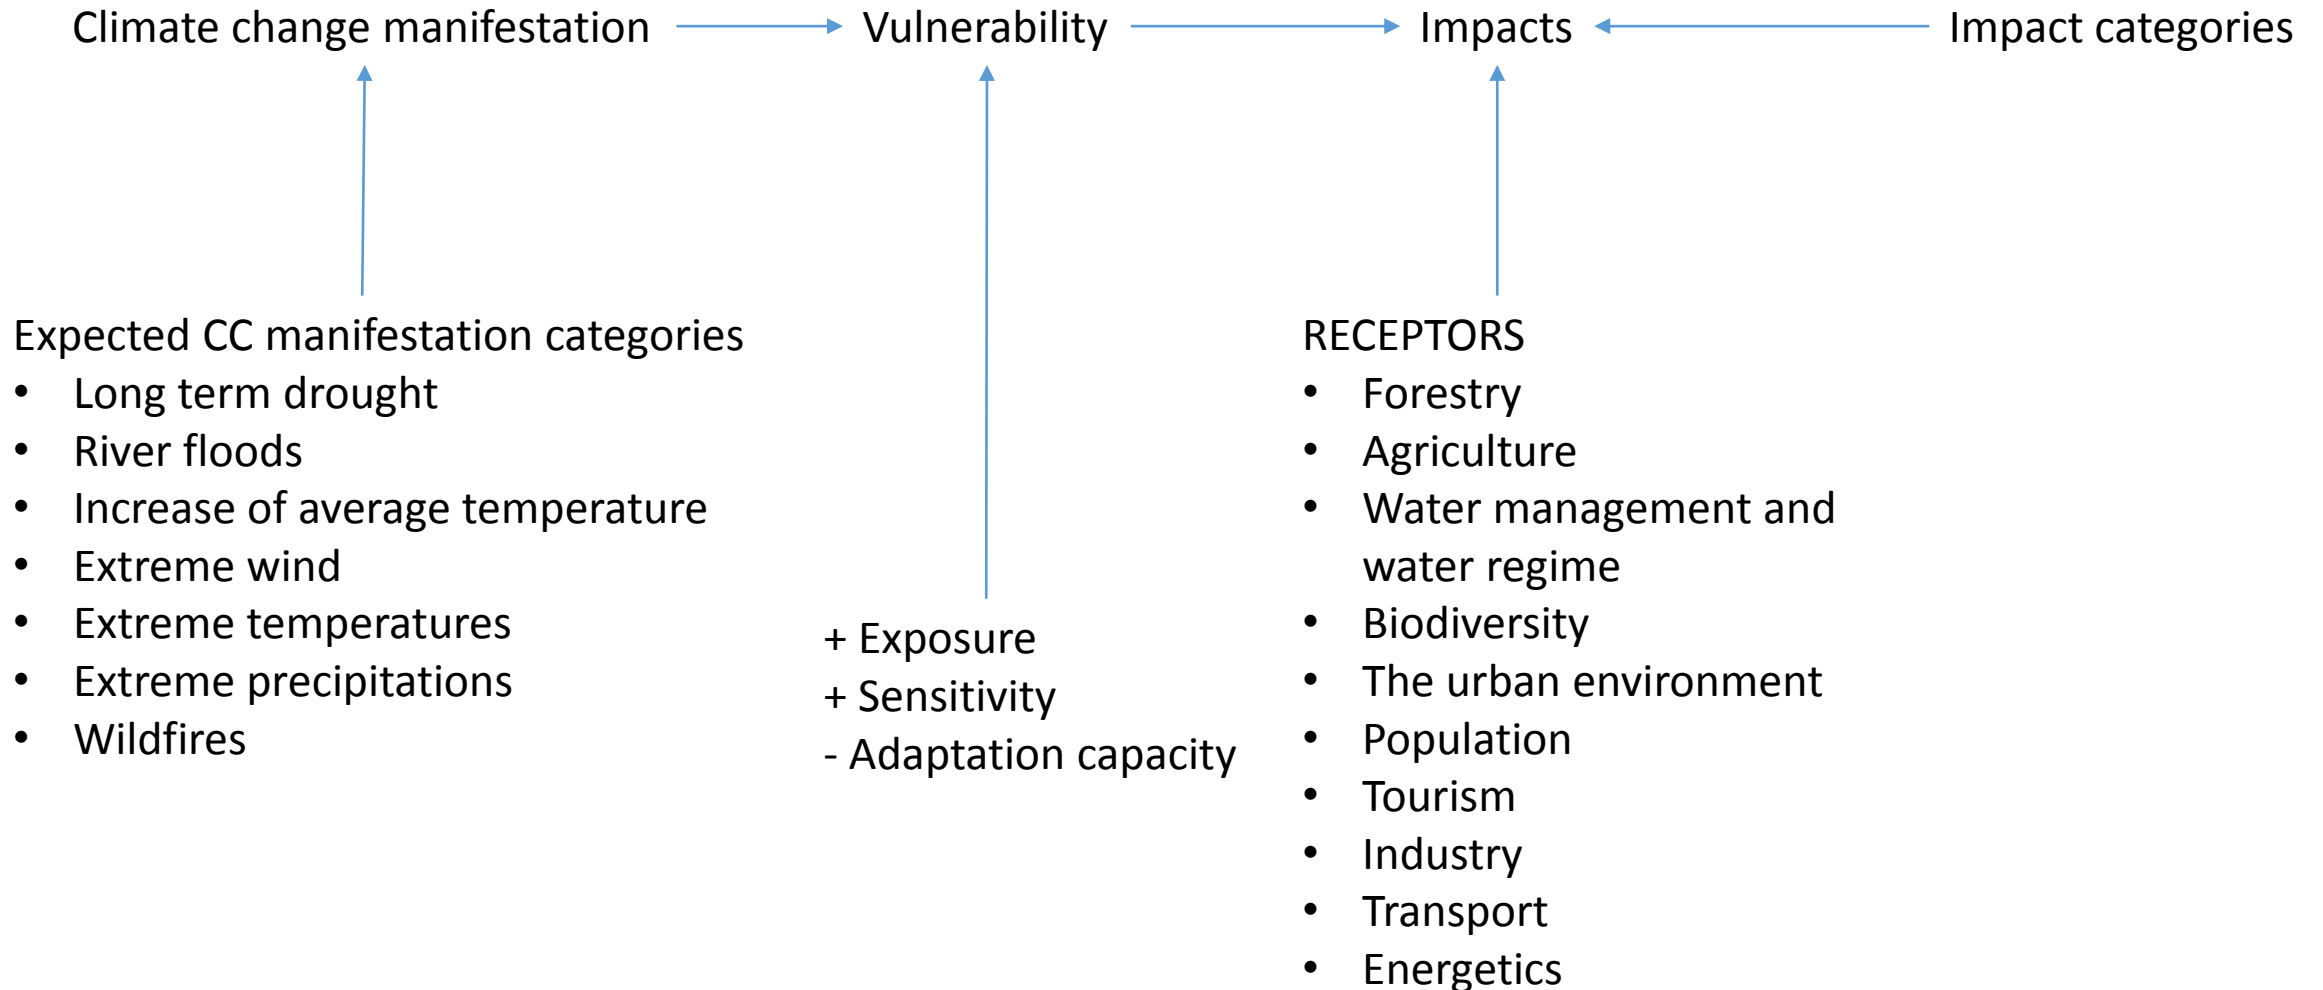 Climate change manifestation
Vulnerability
Impacts
Impact categories
Expected CC manifestation categories
• Long term drought
• River floods
• Increase of average temperature
• Extreme wind
• Extreme temperatures
• Extreme precipitations
• Wildfires
+ Exposure
+ Sensitivity
- Adaptation capacity
RECEPTORS
• Forestry
• Agriculture
• Water management and
water regime
• Biodiversity
• The urban environment
• Population
• Tourism
• Industry
• Transport
• Energetics